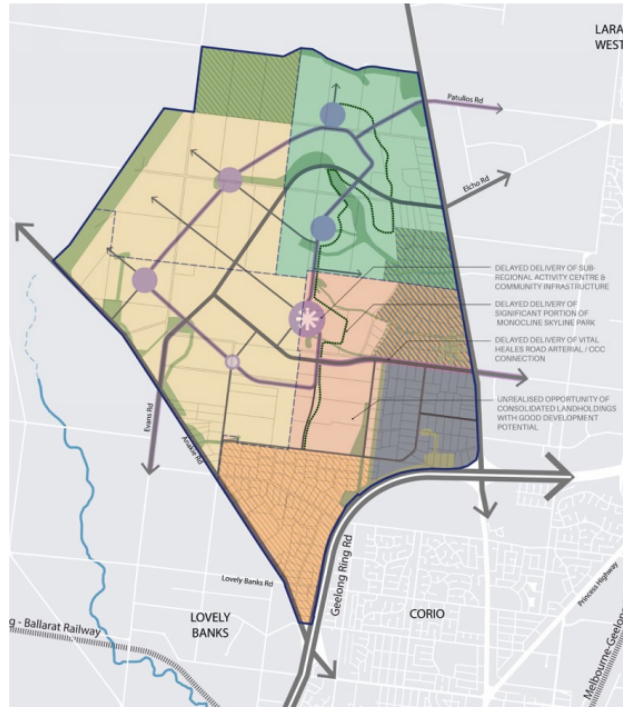 LARA
WEST
Patullos Rd
Elcho Rd
DELAYED DELIVERY OF SUB-
REGIONAL ACTIVITY CENTRE &
COMMUNITY INFRASTRUCTURE
DELAYED DELIVERY OF
SIGNIFICANT PORTION OF
MONOCLINE SKYLINE PARK
DELAYED DELIVERY OF VITAL
HEALES ROAD ARTERIAL / CCC
CONNECTION
UNREALISED OPPORTUNITY OF
CONSOLIDATED LANDHOLDINGS
WITH GOOD DEVELOPMENT
POTENTIAL
Evans Rd
Anakie Rd
Geelong Ring Rd
Lovely Banks Rd
Princess Highway
LOVELY
BANKS
CORIO
g - Ballarat Railway
Melbourne-Geelong